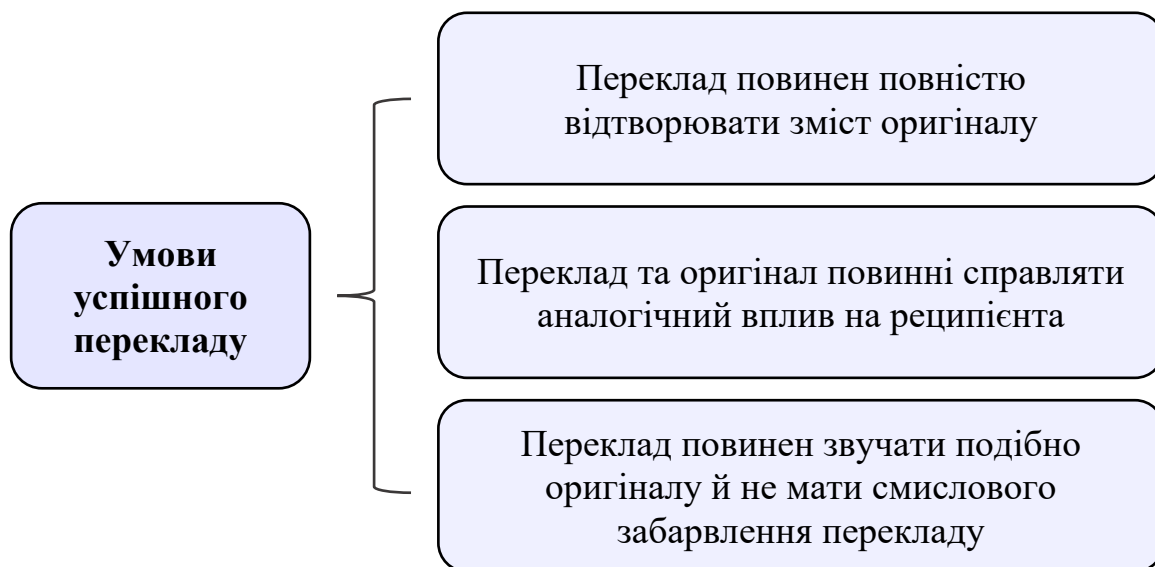 Умови
успішного
перекладу
Переклад повинен повністю
відтворювати зміст оригіналу
Переклад та оригінал повинні справляти
аналогічний вплив на реципієнта
Переклад повинен звучати подібно
оригіналу й не мати смислового
забарвлення перекладу